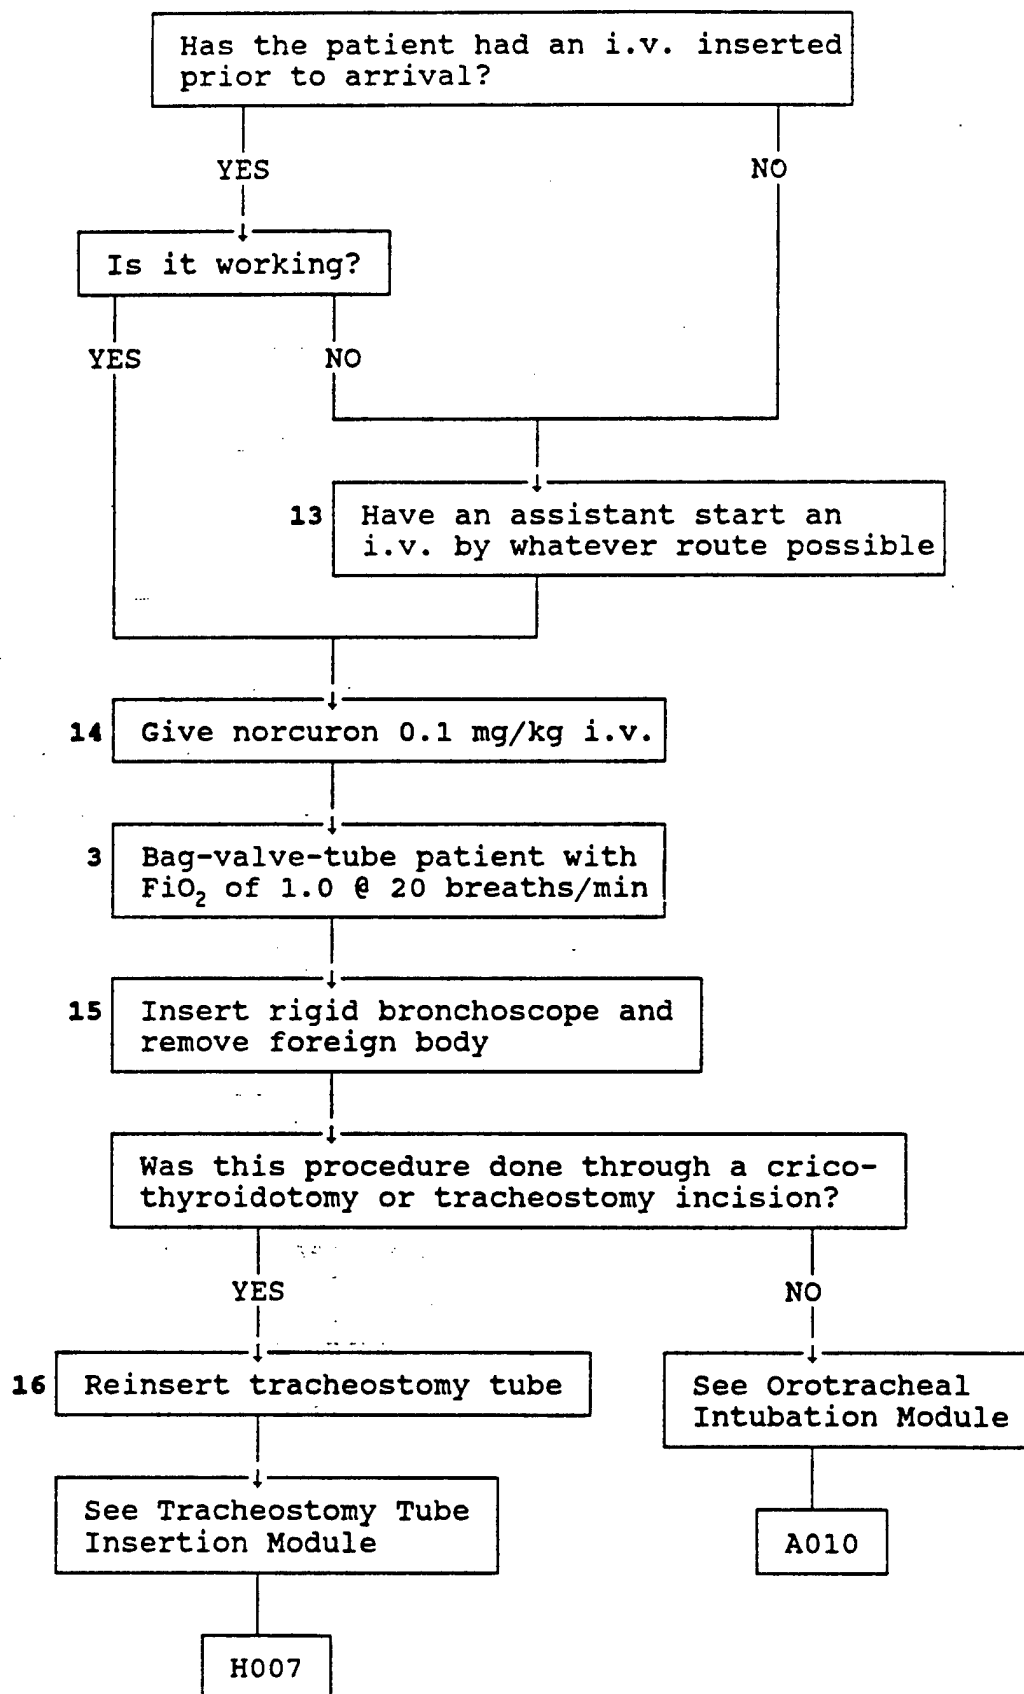 Has the patient had an i.v. inserted
prior to arrival?
YES
NO
Is it working?
YES
NO
13
Have an assistant start an
i.v. by whatever route possible
14
Give norcuron 0.1 mg/kg i.v.
3
Bag-valve-tube patient with
FiO₂ of 1.0 @ 20 breaths/min
15
Insert rigid bronchoscope and
remove foreign body
Was this procedure done through a crico-
thyroidotomy or tracheostomy incision?
YES
NO
16
Reinsert tracheostomy tube
See Orotracheal
Intubation Module
See Tracheostomy Tube
Insertion Module
A010
H007